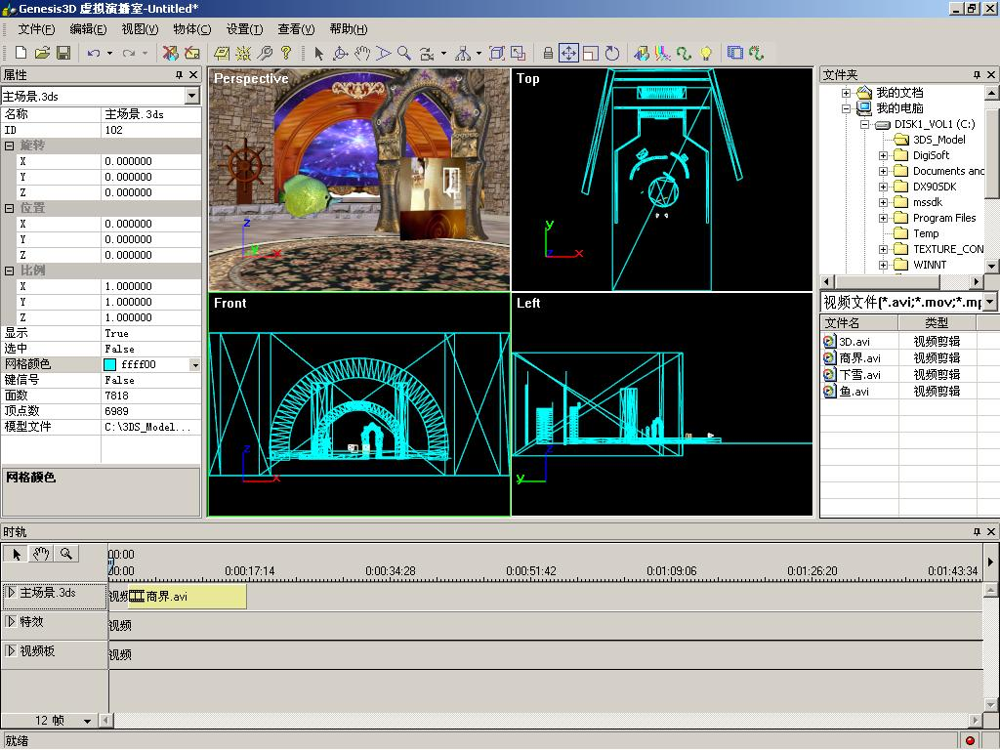 Genesis3D 虚拟演播室-Untitled*
文件(F) 编辑(E) 视图(V) 物体(C) 设置(T) 查看(V) 帮助(H)
属性
主场景.3ds
名称 主场景.3ds
ID 102
旋转
X 0.000000
Y 0.000000
Z 0.000000
位置
X 0.000000
Y 0.000000
Z 0.000000
比例
X 1.000000
Y 1.000000
Z 1.000000
显示 True
选中 False
网格颜色 ffff00
键信号 False
面数 7818
顶点数 6989
模型文件 C:\3DS_Model...
网格颜色
Perspective
z
y
x
Top
y
z
x
Front
z
x
Left
z
y
文件夹
我的文档
我的电脑
DISK1_VOL1 (C:)
3DS_Model
DigiSoft
Documents and
DX90SDK
mssdk
Program Files
Temp
TEXTURE_CON
WINNT
视频文件(*.avi;*.mov;*.mp
文件名 类型
3D.avi 视频剪辑
商界.avi 视频剪辑
下雪.avi 视频剪辑
鱼.avi 视频剪辑
时轨
00:00
00:00 0:00:17:14 0:00:34:28 0:00:51:42 0:01:09:06 0:01:26:20 0:01:43:34
主场景.3ds 视频 商界.avi
特效 视频
视频板 视频
12 帧
就绪